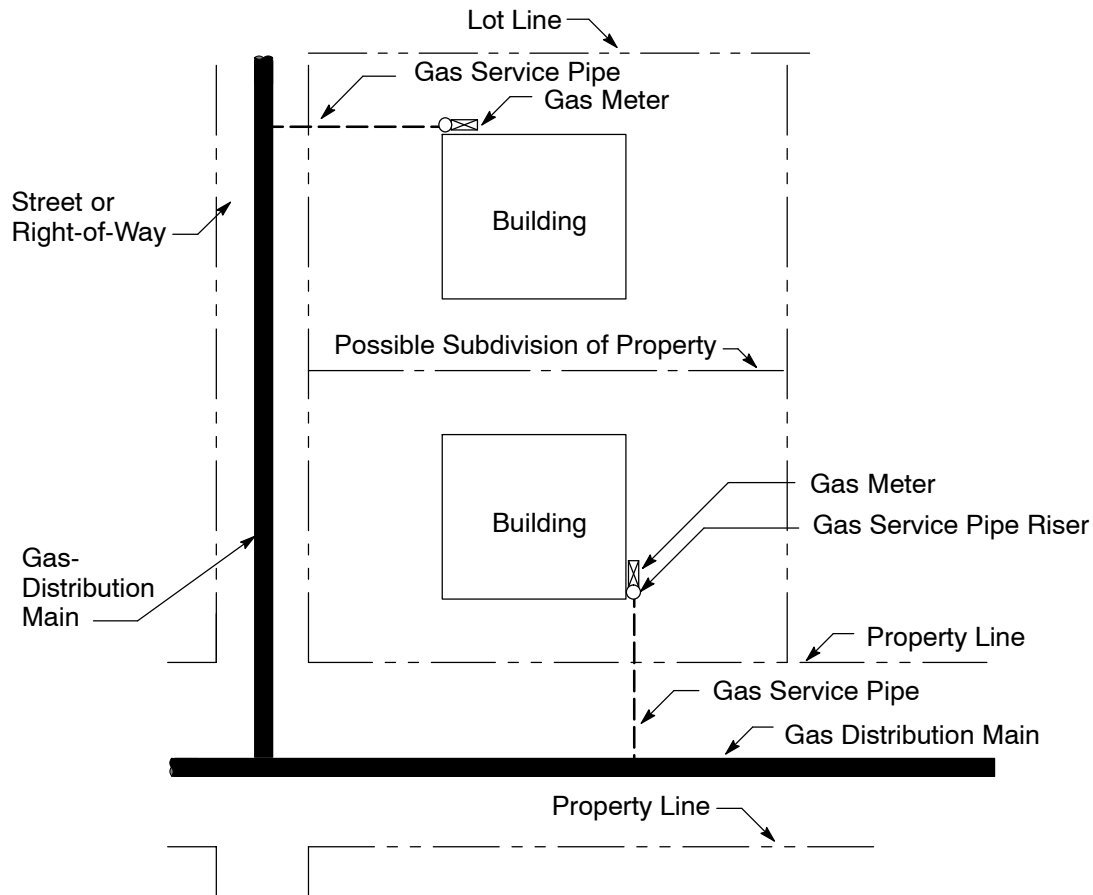 Lot Line
Gas Service Pipe
Gas Meter
Street or
Right-of-Way
Building
Possible Subdivision of Property
Gas Meter
Building
Gas Service Pipe Riser
Gas-
Distribution
Main
Property Line
Gas Service Pipe
Gas Distribution Main
Property Line